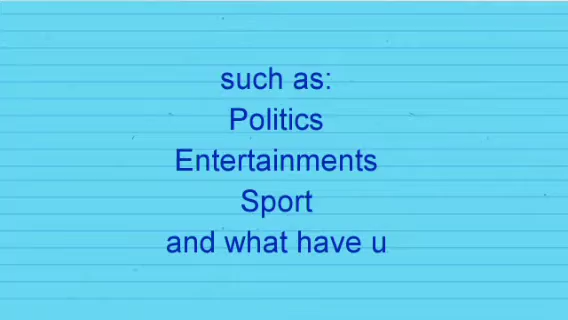 such as:
Politics
Entertainments
Sport
and what have u